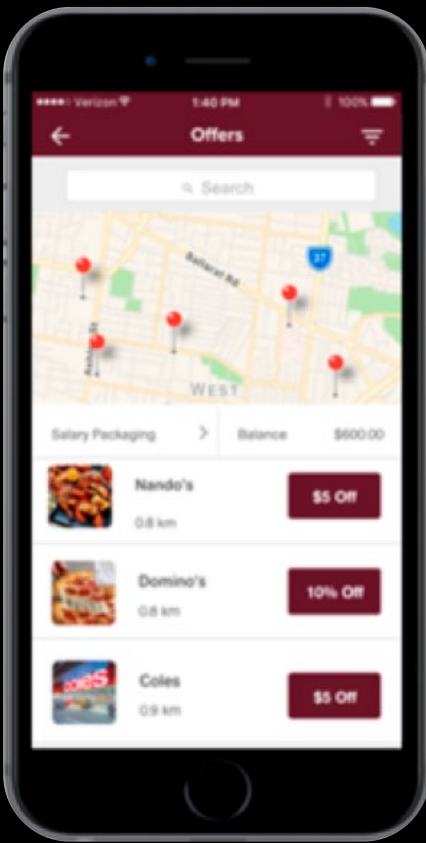 Verizon 1:40 PM 100%
Offers
Search
Ballarat Rd
37
WEST
Salary Packaging > Balance $600.00
Nando's
$5 Off
0.8 km
Domino's
10% Off
0.8 km
coles
Coles
$5 Off
0.9 km